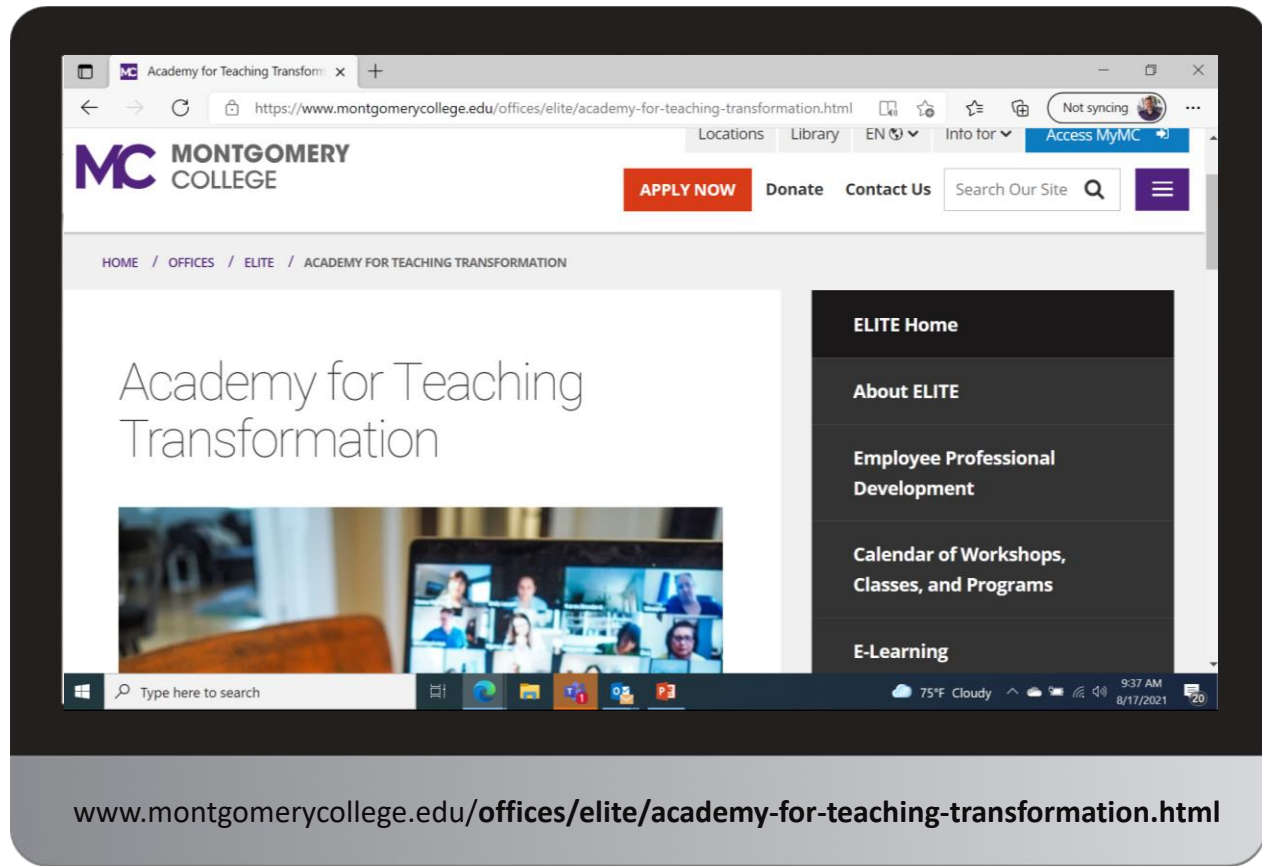 Academy for Teaching Transform
https://www.montgomerycollege.edu/offices/elite/academy-for-teaching-transformation.html
Not syncing
Locations Library EN Info for Access MyMC
MC MONTGOMERY
COLLEGE
APPLY NOW Donate Contact Us Search Our Site
HOME / OFFICES / ELITE / ACADEMY FOR TEACHING TRANSFORMATION
Academy for Teaching
Transformation
ELITE Home
About ELITE
Employee Professional
Development
Calendar of Workshops,
Classes, and Programs
E-Learning
Type here to search
75°F Cloudy
9:37 AM
8/17/2021
20
www.montgomerycollege.edu/offices/elite/academy-for-teaching-transformation.html